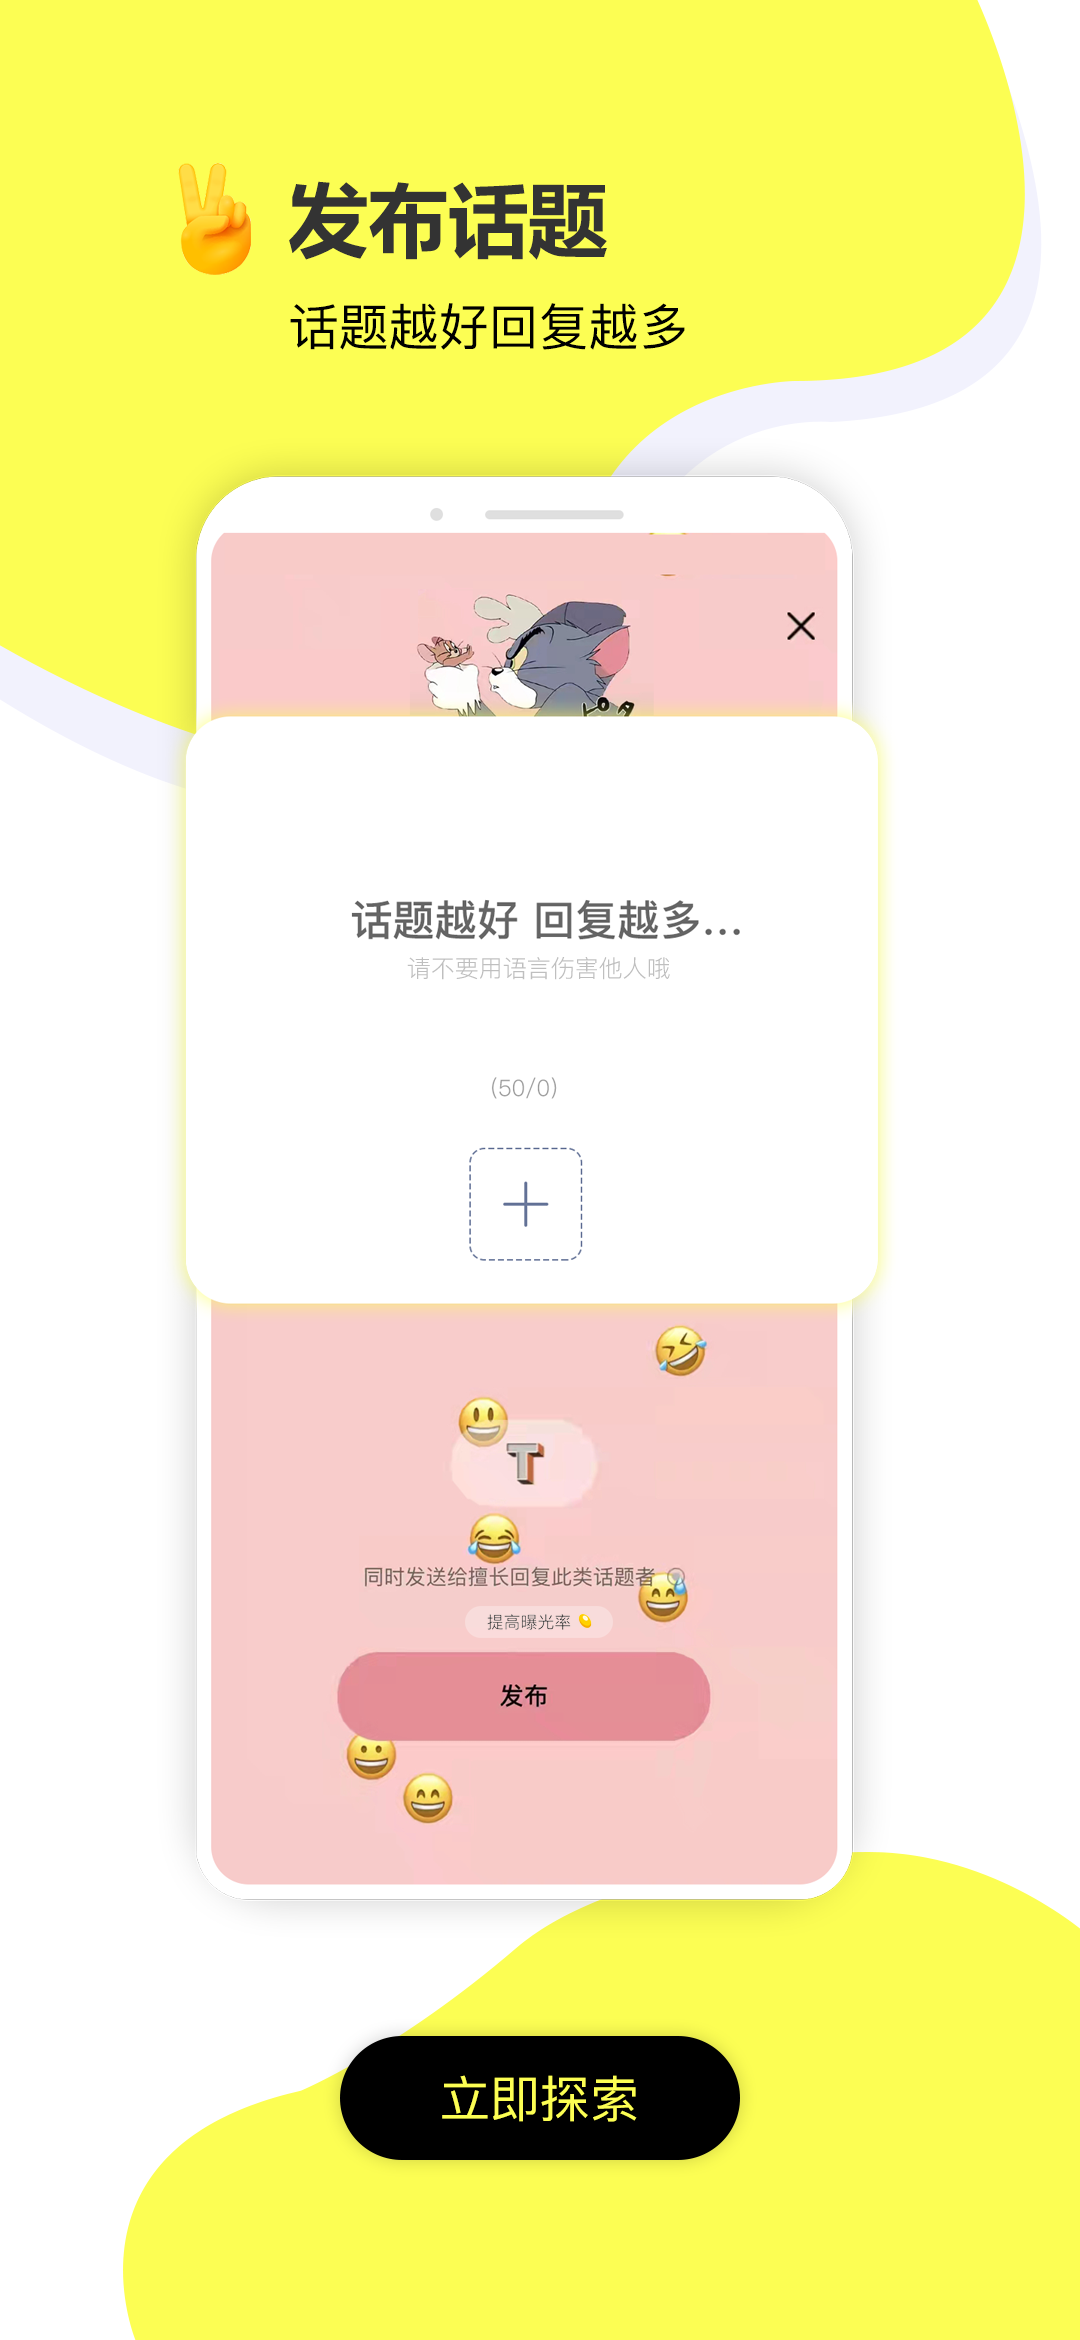 发布话题
话题越好回复越多
ピタ
话题越好 回复越多...
请不要用语言伤害他人哦
(50/0)
T
同时发送给擅长回复此类话题者
提高曝光率
发布
立即探索